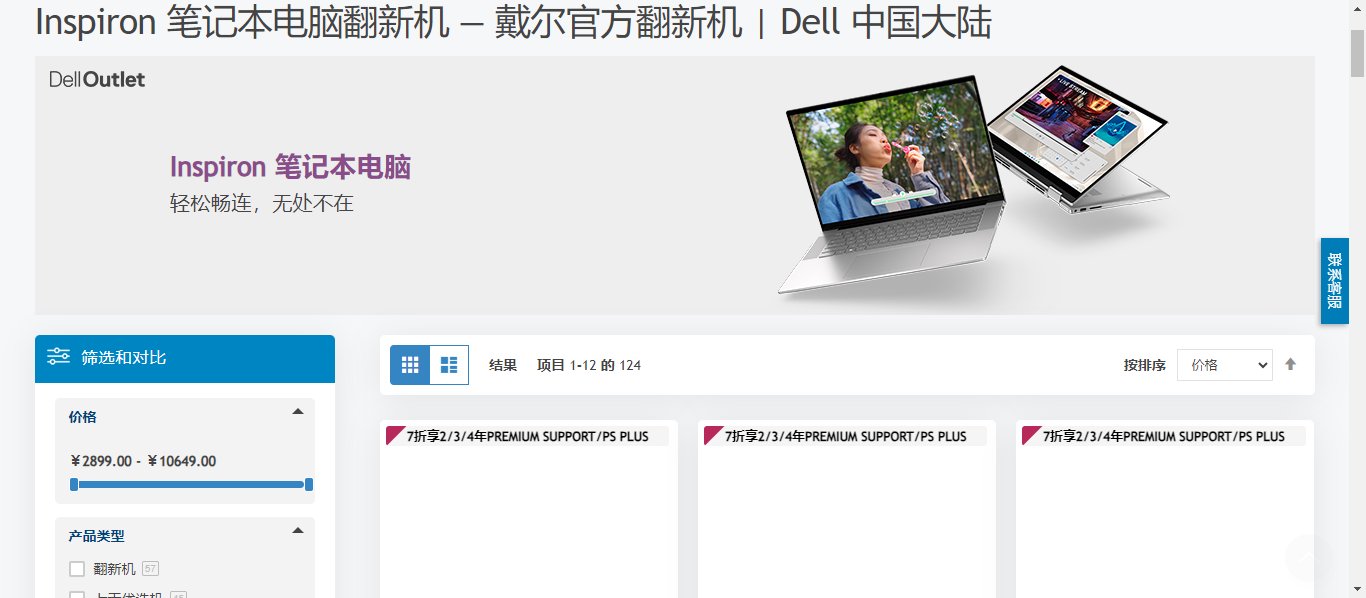 Inspiron 笔记本电脑翻新机 — 戴尔官方翻新机 | Dell 中国大陆
DellOutlet
Inspiron 笔记本电脑
轻松畅连，无处不在
LIVE STREAM
联系客服
筛选和对比
结果 项目 1-12 的 124
按排序 价格
价格
¥2899.00 - ¥10649.00
产品类型
翻新机 57
7折享2/3/4年PREMIUM SUPPORT/PS PLUS
7折享2/3/4年PREMIUM SUPPORT/PS PLUS
7折享2/3/4年PREMIUM SUPPORT/PS PLUS